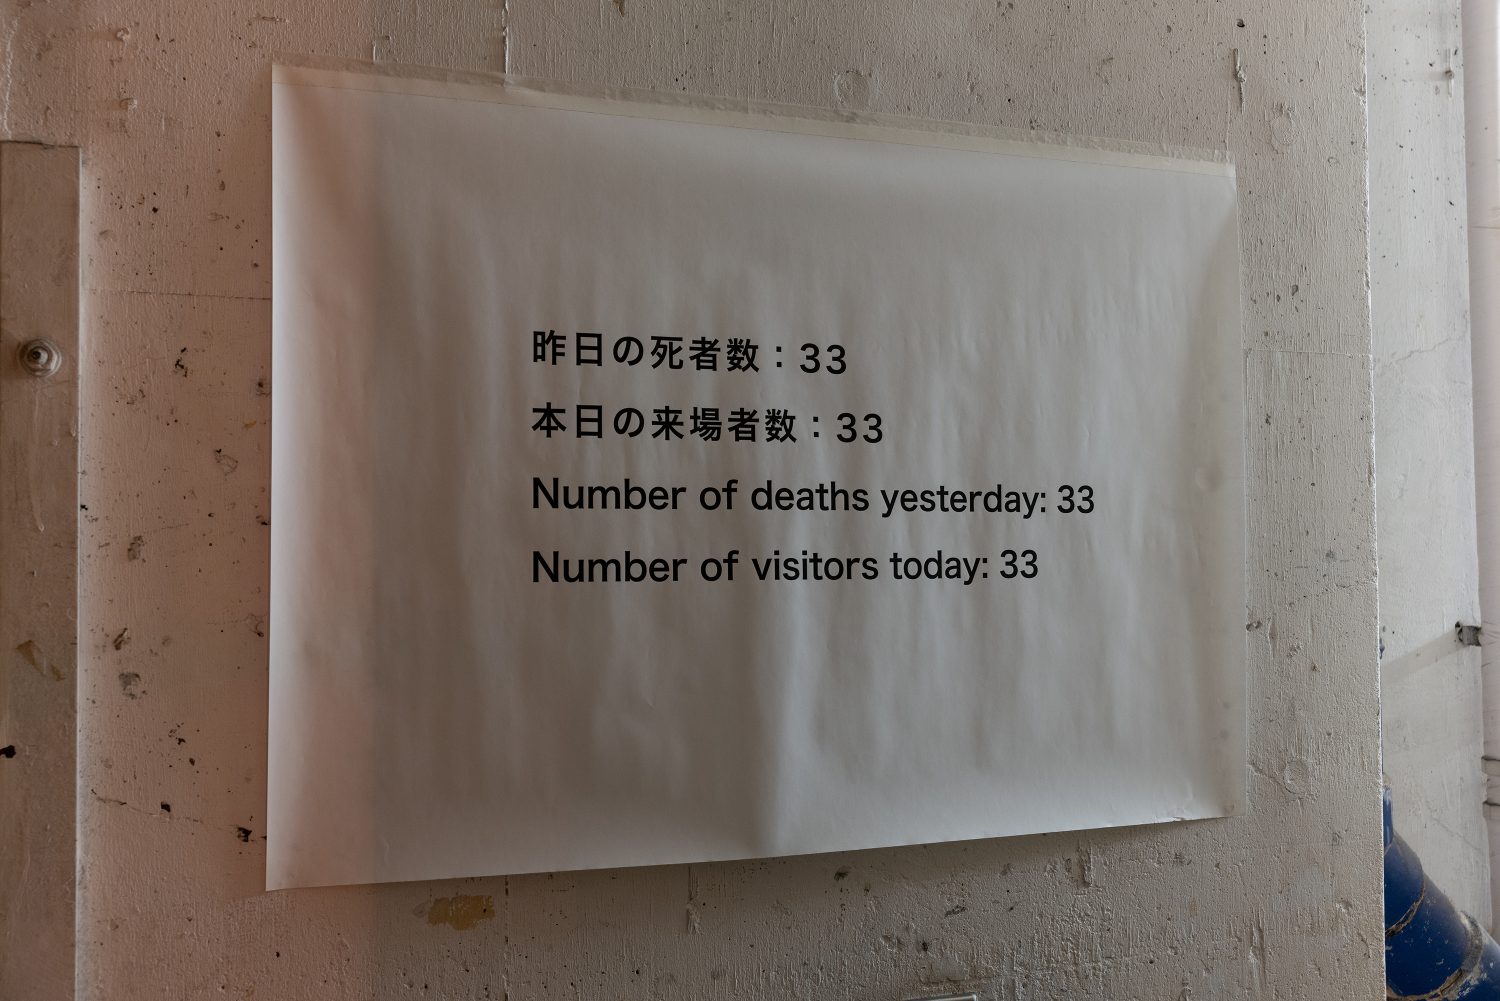 昨日の死者数：33
本日の来場者数：33
Number of deaths yesterday: 33
Number of visitors today: 33